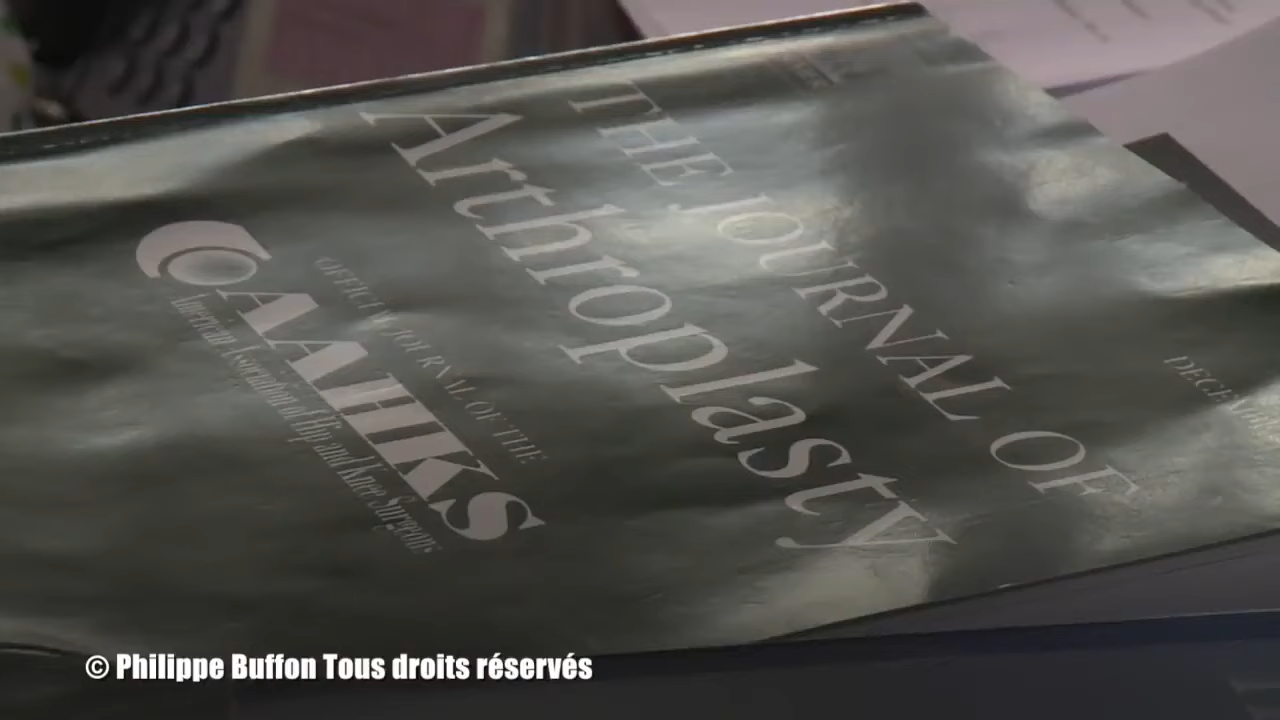 THE JOURNAL OF
Arthroplasty
OFFICIAL JOURNAL OF THE
AAHKS
American Association of Hip and Knee Surgeons
© Philippe Buffon Tous droits réservés